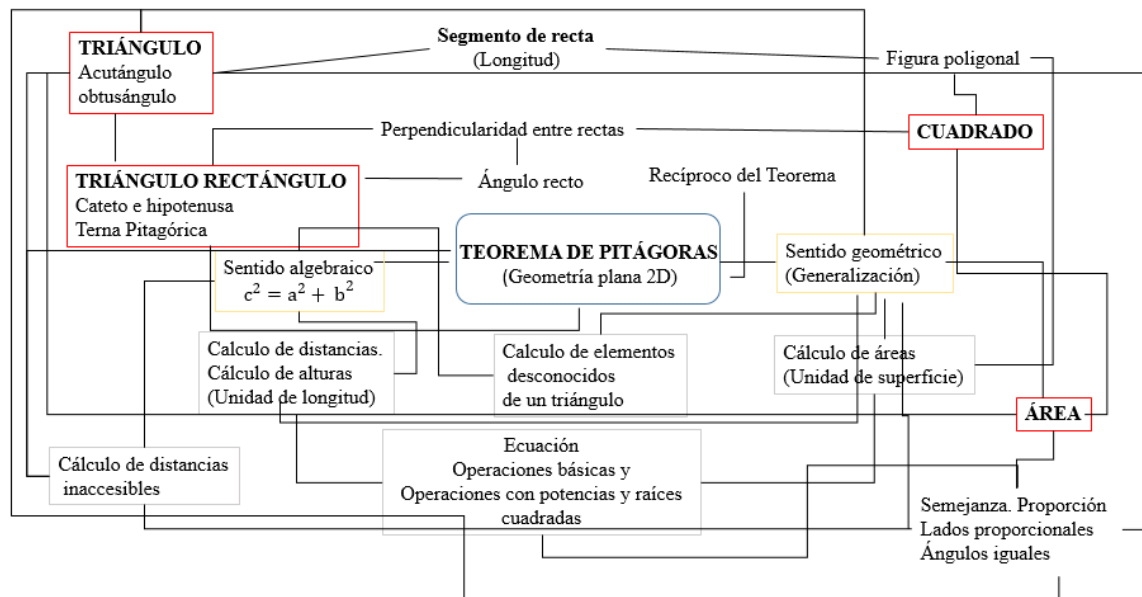 TRIÁNGULO
Acutángulo
obtusángulo
Segmento de recta
(Longitud)
Figura poligonal
Perpendicularidad entre rectas
CUADRADO
TRIÁNGULO RECTÁNGULO
Cateto e hipotenusa
Terna Pitagórica
Ángulo recto
Recíproco del Teorema
TEOREMA DE PITÁGORAS
(Geometría plana 2D)
Sentido algebraico
c² = a² + b²
Sentido geométrico
(Generalización)
Calculo de distancias.
Cálculo de alturas
(Unidad de longitud)
Calculo de elementos
desconocidos
de un triángulo
Cálculo de áreas
(Unidad de superficie)
ÁREA
Cálculo de distancias
inaccesibles
Ecuación
Operaciones básicas y
Operaciones con potencias y raíces
cuadradas
Semejanza. Proporción
Lados proporcionales
Ángulos iguales